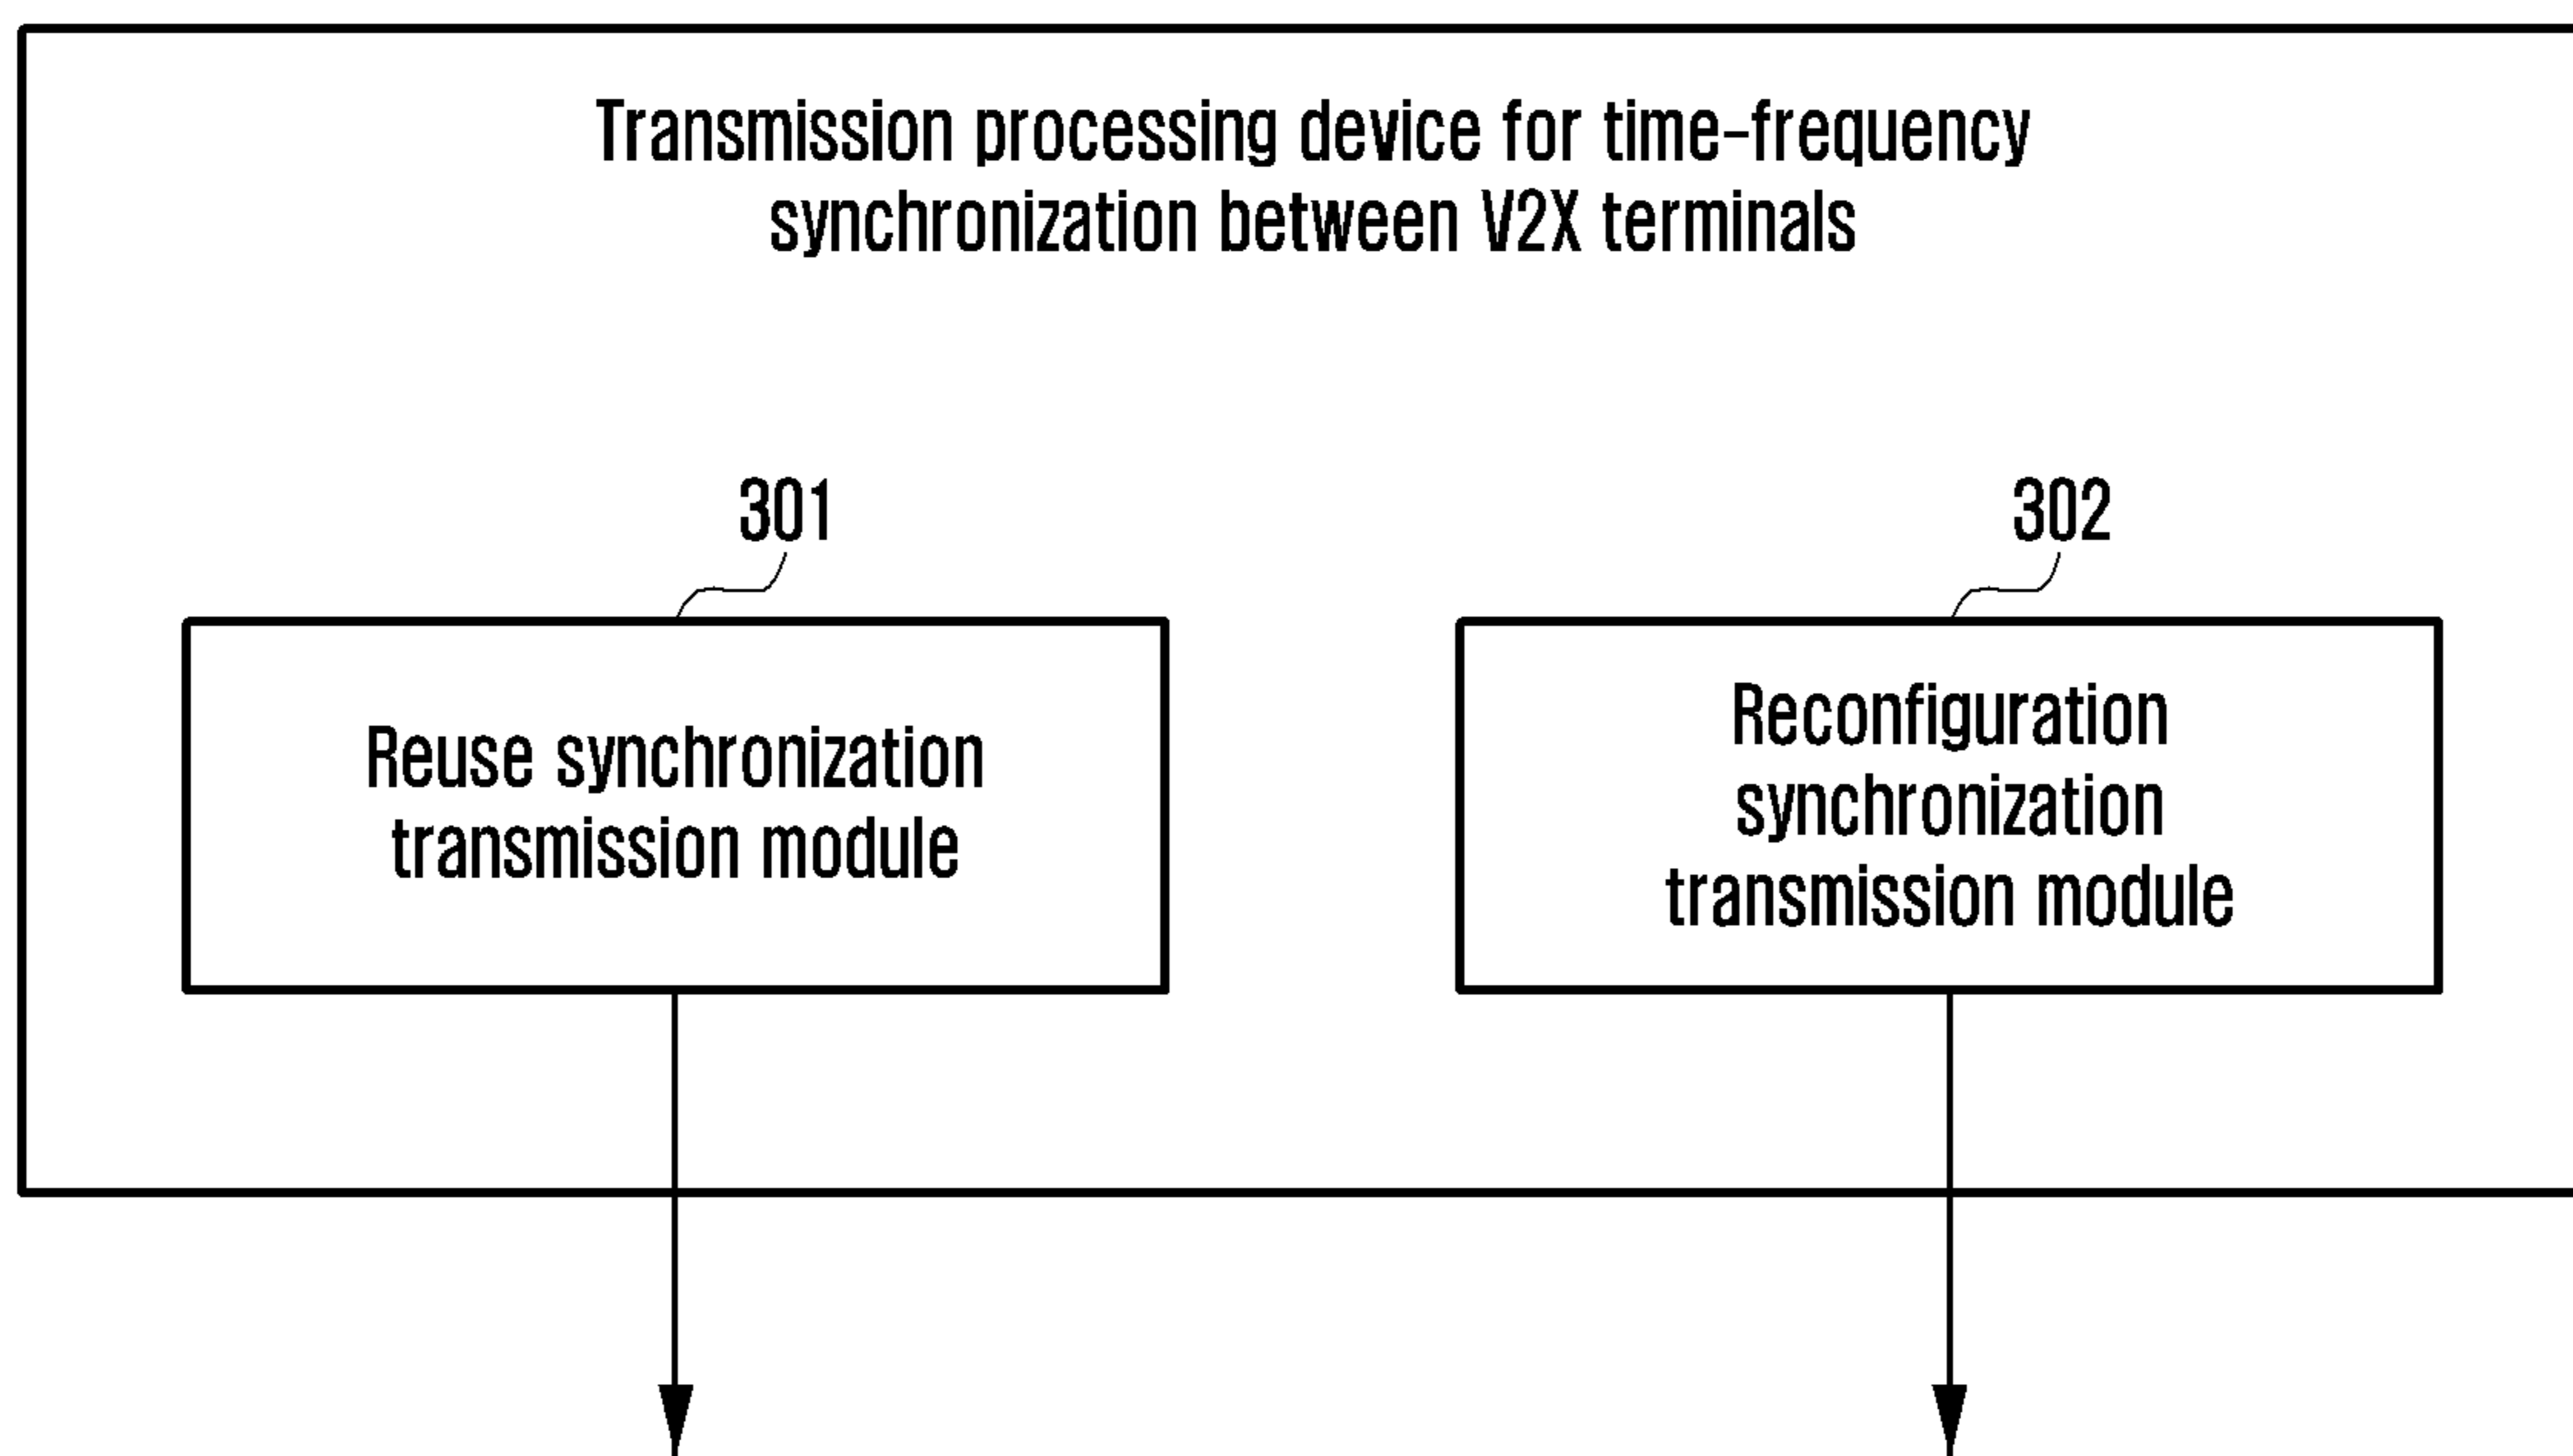 Transmission processing device for time-frequency
synchronization between V2X terminals
301
302
Reuse synchronization
transmission module
Reconfiguration
synchronization
transmission module